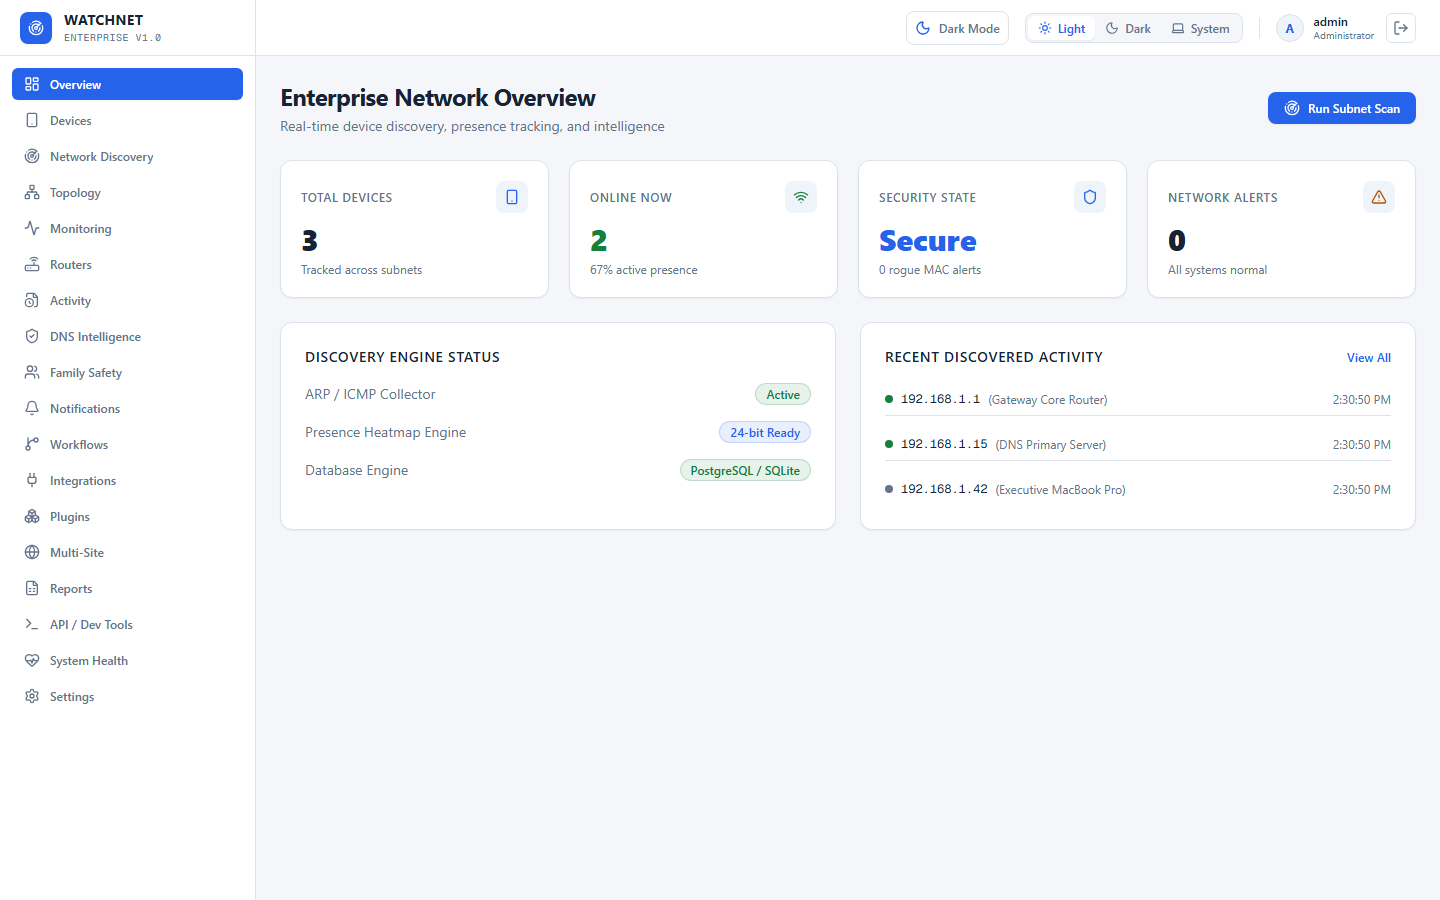 WATCHNET
ENTERPRISE V1.0
Dark Mode
Light
Dark
System
A
admin
Administrator
Overview
Devices
Network Discovery
Topology
Monitoring
Routers
Activity
DNS Intelligence
Family Safety
Notifications
Workflows
Integrations
Plugins
Multi-Site
Reports
API / Dev Tools
System Health
Settings
Enterprise Network Overview
Real-time device discovery, presence tracking, and intelligence
Run Subnet Scan
TOTAL DEVICES
3
Tracked across subnets
ONLINE NOW
2
67% active presence
SECURITY STATE
Secure
0 rogue MAC alerts
NETWORK ALERTS
0
All systems normal
DISCOVERY ENGINE STATUS
ARP / ICMP Collector Active
Presence Heatmap Engine 24-bit Ready
Database Engine PostgreSQL / SQLite
RECENT DISCOVERED ACTIVITY View All
192.168.1.1 (Gateway Core Router) 2:30:50 PM
192.168.1.15 (DNS Primary Server) 2:30:50 PM
192.168.1.42 (Executive MacBook Pro) 2:30:50 PM